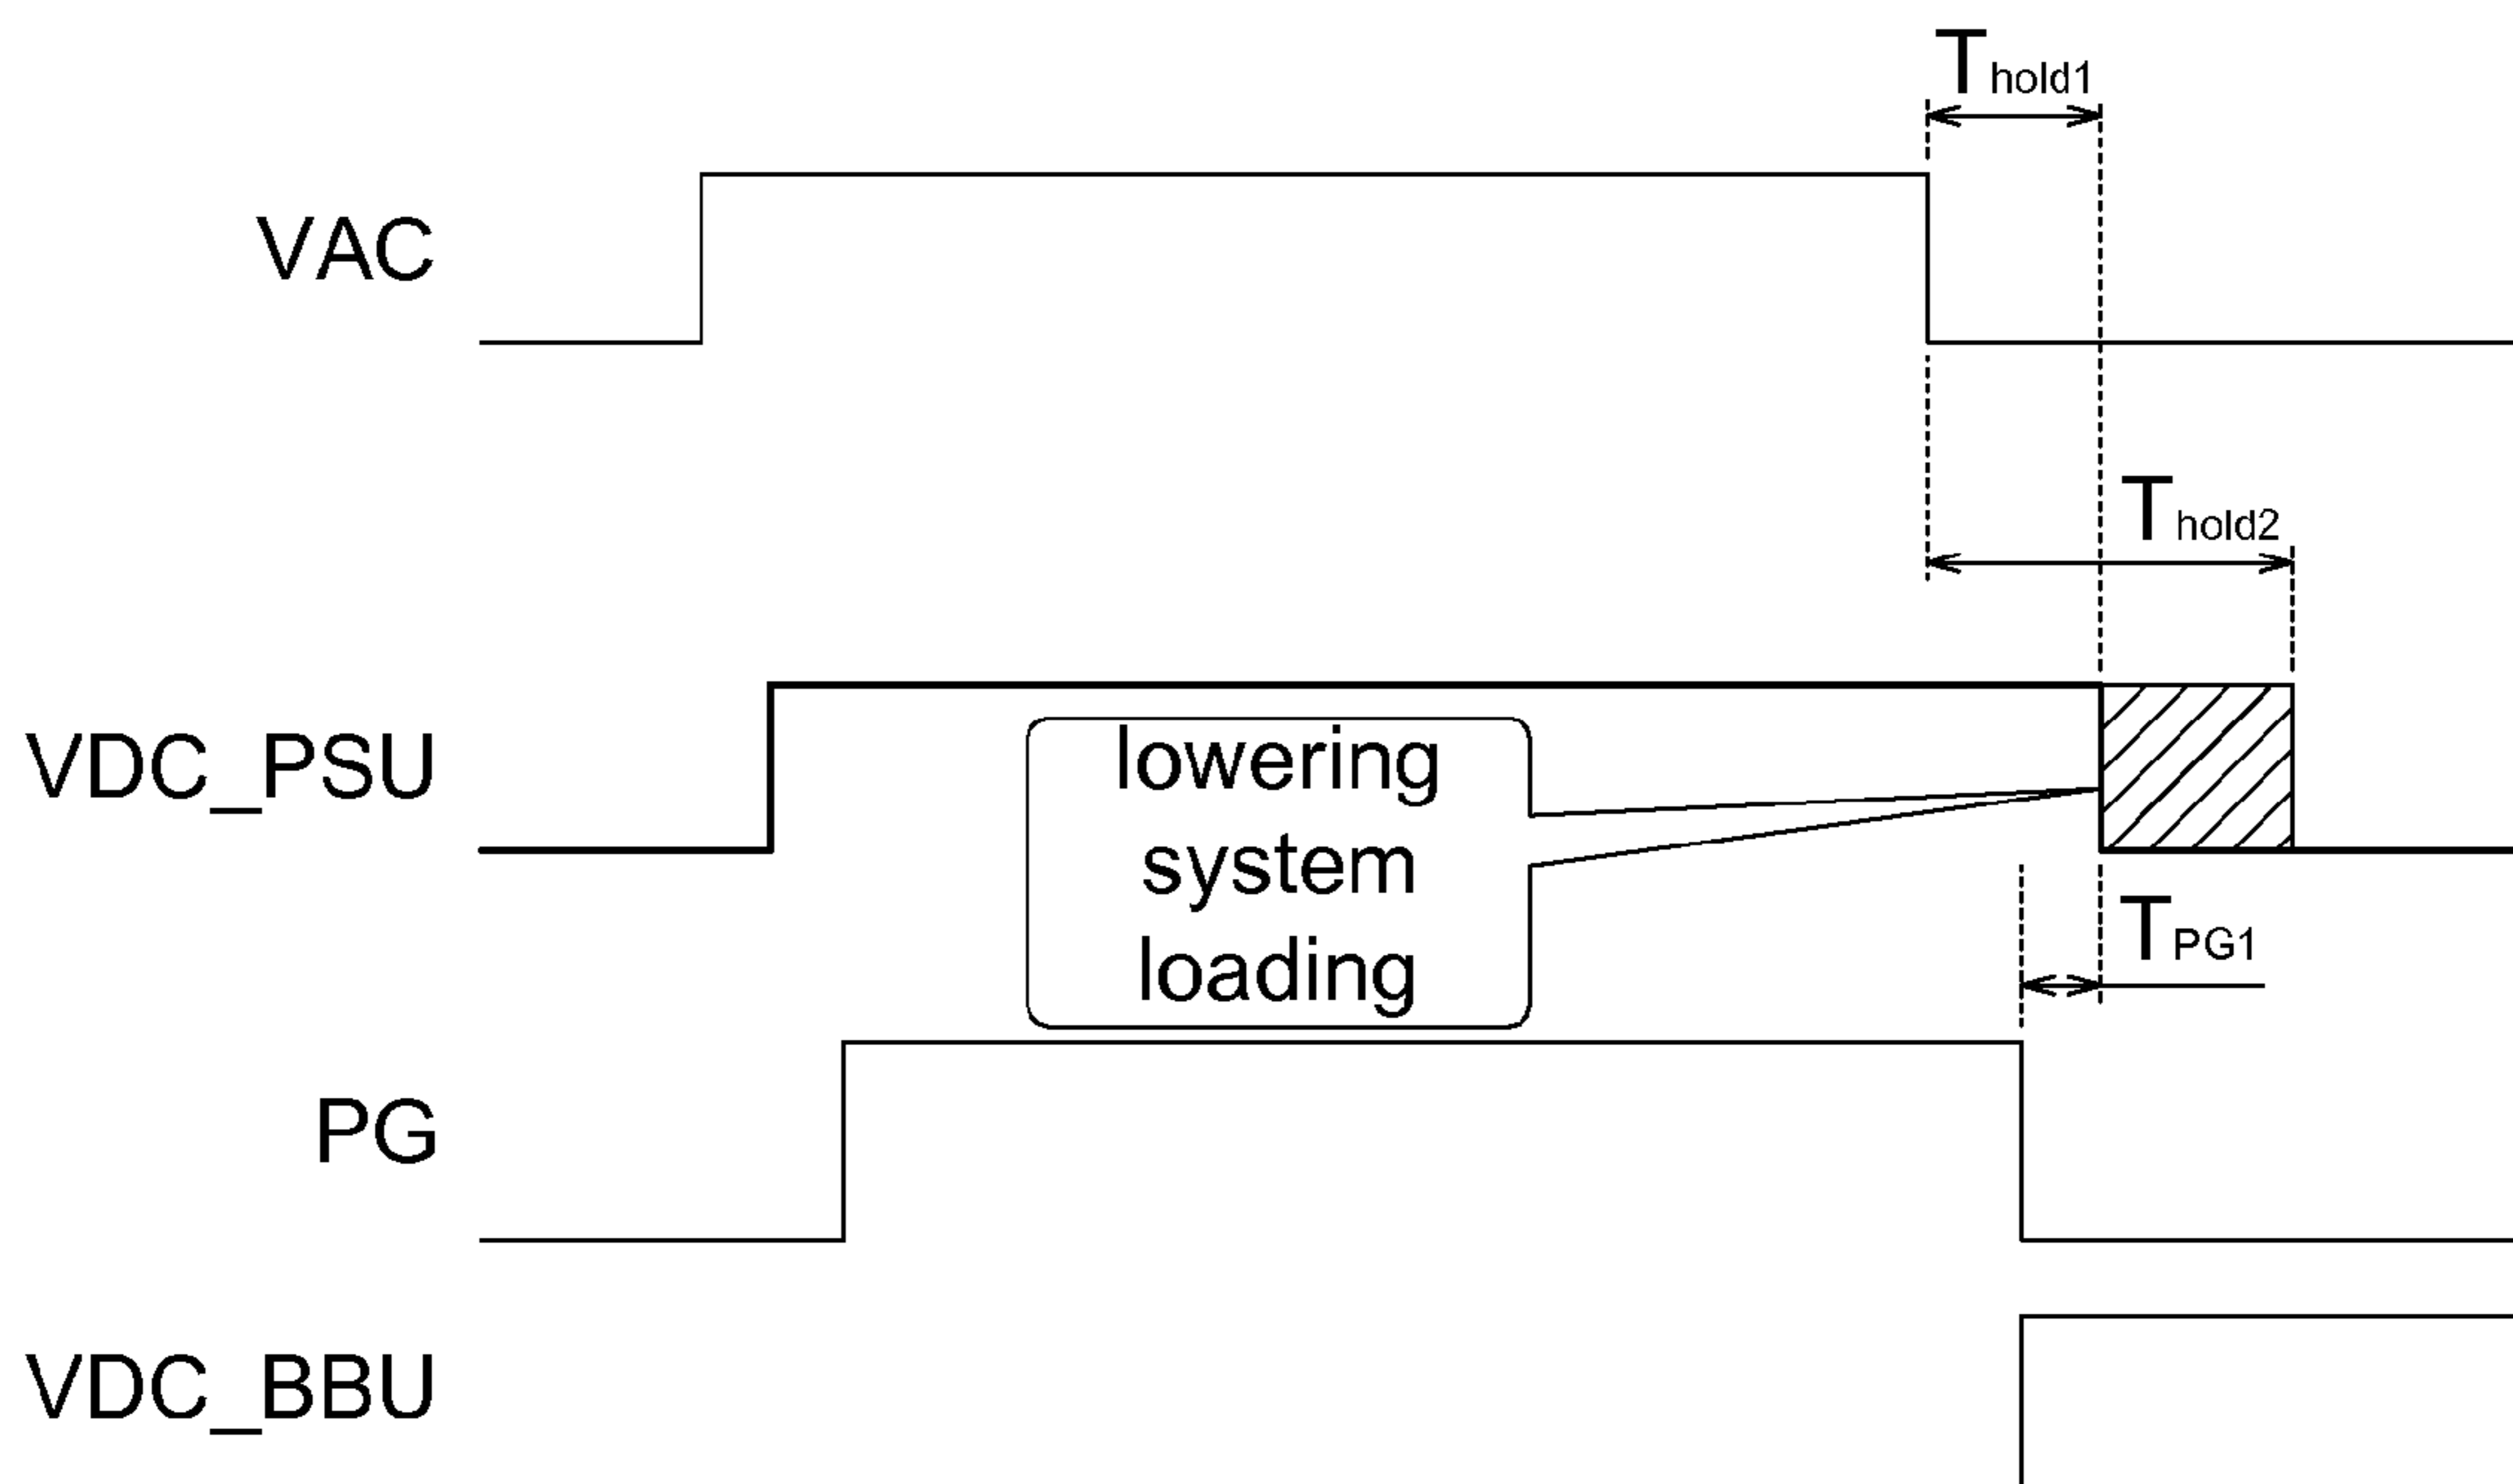 Thold1
VAC
Thold2
VDC_PSU
lowering
system
loading
TPG1
PG
VDC_BBU